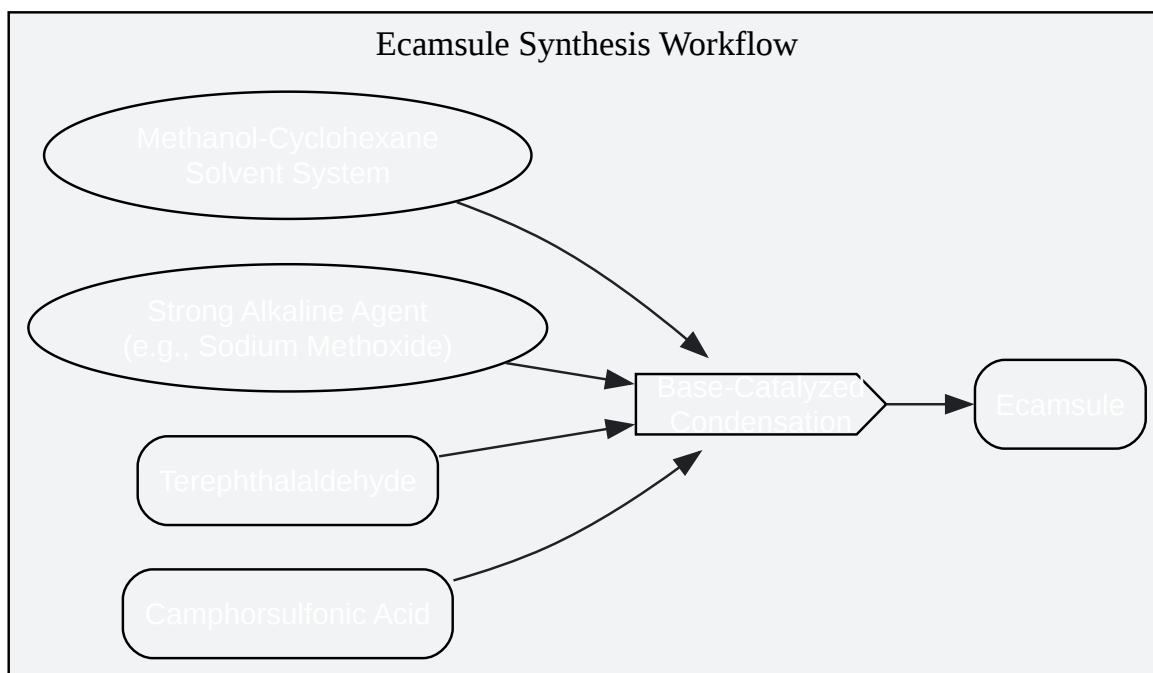 Ecamsule Synthesis Workflow
Methanol-Cyclohexane
Solvent System
Strong Alkaline Agent
(e.g., Sodium Methoxide)
Base-Catalyzed
Condensation
Ecamsule
Terephthalaldehyde
Camphorsulfonic Acid